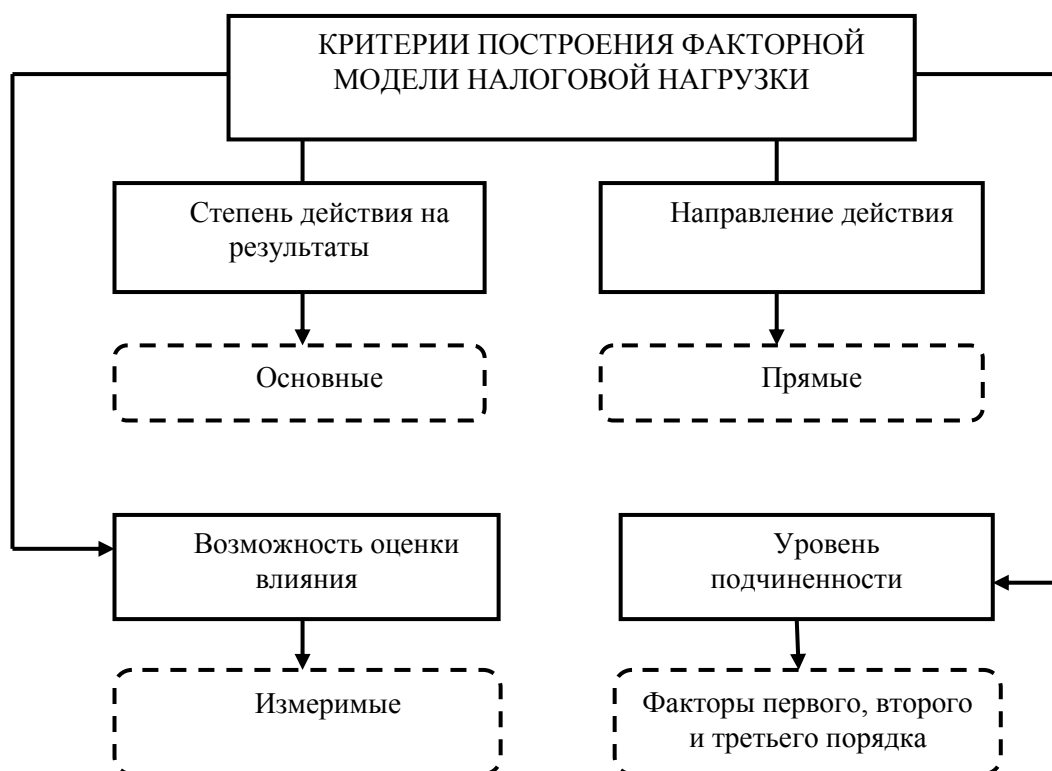 КРИТЕРИИ ПОСТРОЕНИЯ ФАКТОРНОЙ
МОДЕЛИ НАЛОГОВОЙ НАГРУЗКИ
Степень действия на
результаты
Направление действия
Основные
Прямые
Возможность оценки
влияния
Уровень
подчиненности
Измеримые
Факторы первого, второго
и третьего порядка